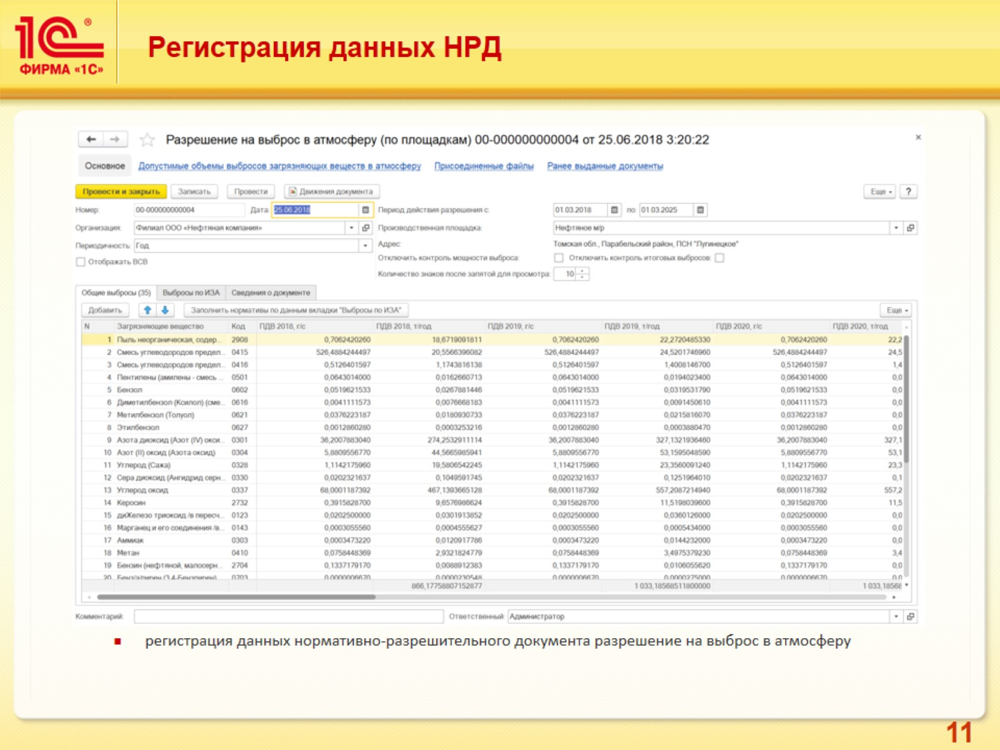 1С®
ФИРМА «1С»
Регистрация данных НРД
Разрешение на выброс в атмосферу (по площадкам) 00-000000000004 от 25.06.2018 3:20:22
Основное Допустимые объемы выбросов загрязняющих веществ в атмосферу Присоединенные файлы Ранее выданные документы
Провести и закрыть Записать Провести Движения документа Еще ?
Номер: 00-000000000004 Дата: 25.06.2018 Период действия разрешения с: 01.03.2018 по: 01.03.2025
Организация: Филиал ООО «Нефтяная компания» Производственная площадка: Нефтяное м/р
Периодичность: Год Адрес: Томская обл., Парабельский район, ПСН "Лугинецкое"
Отображать ВСВ Отключить контроль мощности выброса: Отключить контроль итоговых выбросов:
Количество знаков после запятой для просмотра: 10
Общие выбросы (35) Выбросы по ИЗА Сведения о документе
Добавить Заполнить нормативы по данным вкладки "Выбросы по ИЗА" Еще
N Загрязняющее вещество Код ПДВ 2018, г/с ПДВ 2018, т/год ПДВ 2019, г/с ПДВ 2019, т/год ПДВ 2020, г/с ПДВ 2020, т/год
1 Пыль неорганическая, содер... 2908 0,7062420260 18,6719091811 0,7062420260 22,2720485330 0,7062420260 22,2
2 Смесь углеводородов предел... 0415 526,4884244497 20,5566396082 526,4884244497 24,5201746960 526,4884244497 24,5
3 Смесь углеводородов предел... 0416 0,5126401597 1,1743816138 0,5126401597 1,4008146700 0,5126401597 1,4
4 Пентилены (амилены - смесь ... 0501 0,0643014000 0,0162660713 0,0643014000 0,0194023400 0,0643014000 0,0
5 Бензол 0602 0,0519621533 0,0267881446 0,0519621533 0,0319531790 0,0519621533 0,0
6 Диметилбензол (Ксилол) (сме... 0616 0,0041111573 0,0076668183 0,0041111573 0,0091450610 0,0041111573 0,0
7 Метилбензол (Толуол) 0621 0,0376223187 0,0180930733 0,0376223187 0,0215816070 0,0376223187 0,0
8 Этилбензол 0627 0,0012860280 0,0003253216 0,0012860280 0,0003880470 0,0012860280 0,0
9 Азота диоксид (Азот (IV) окси... 0301 36,2007883040 274,2532911114 36,2007883040 327,1321936460 36,2007883040 327,1
10 Азот (II) оксид (Азота оксид) 0304 5,8809556770 44,5665985941 5,8809556770 53,1595048590 5,8809556770 53,1
11 Углерод (Сажа) 0328 1,1142175960 19,5806542245 1,1142175960 23,3560091240 1,1142175960 23,3
12 Сера диоксид (Ангидрид серн... 0330 0,0202321637 0,1049591745 0,0202321637 0,1251964010 0,0202321637 0,1
13 Углерод оксид 0337 68,0001187392 467,1393665128 68,0001187392 557,2087214940 68,0001187392 557,2
14 Керосин 2732 0,3915828700 9,6576986624 0,3915828700 11,5198039600 0,3915828700 11,5
15 диЖелезо триоксид /в пересч... 0123 0,0202500000 0,0301913852 0,0202500000 0,0360126000 0,0202500000 0,0
16 Марганец и его соединения /в... 0143 0,0003055560 0,0004555627 0,0003055560 0,0005434000 0,0003055560 0,0
17 Аммиак 0303 0,0003473220 0,0120917786 0,0003473220 0,0144232000 0,0003473220 0,0
18 Метан 0410 0,0758448369 2,9321824779 0,0758448369 3,4975379230 0,0758448369 3,4
19 Бензин (нефтяной, малосерн... 2704 0,1337179170 0,0088912383 0,1337179170 0,0106055620 0,1337179170 0,0
20 Бенз/а/пирен (3,4-Бензпирен) 0703 0,0000006670 0,0000230548 0,0000006670 0,0000275000 0,0000006670 0,0
866,17758807152877 1 033,18568511800000 1 033,18568
Комментарий: Ответственный: Администратор
регистрация данных нормативно-разрешительного документа разрешение на выброс в атмосферу
11